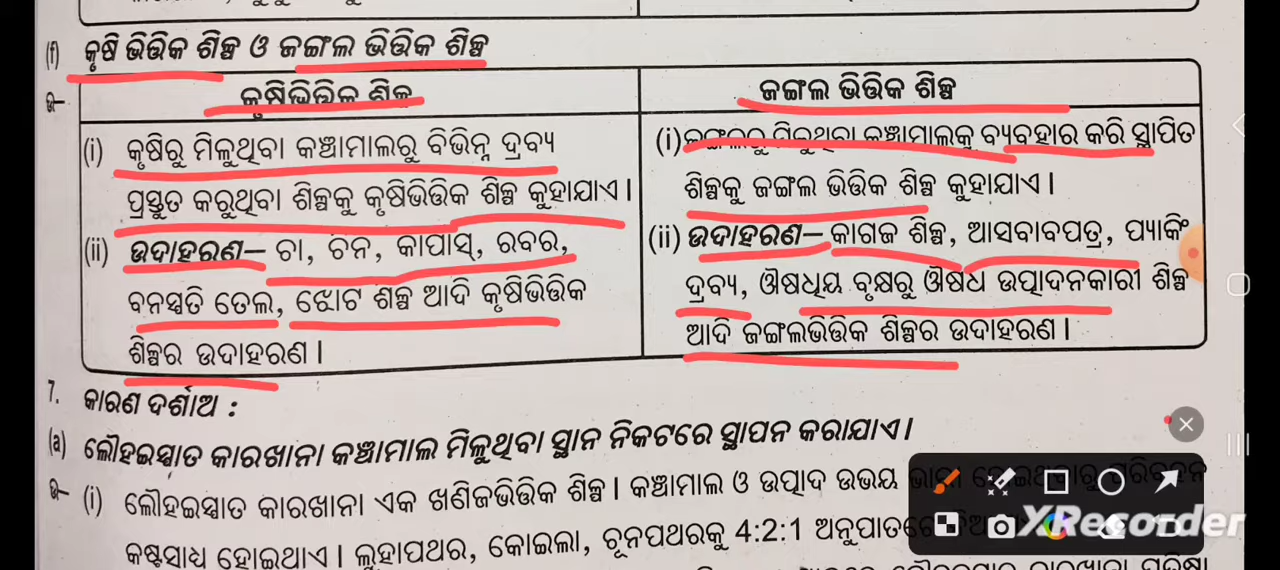 (f) କୃଷି ଭିତ୍ତିକ ଶିଳ୍ପ ଓ ଜଙ୍ଗଲ ଭିତ୍ତିକ ଶିଳ୍ପ
ଉ– କୃଷିଭିତ୍ତିକ ଶିଳ୍ପ
(i) କୃଷିରୁ ମିଳୁଥିବା କଞ୍ଚାମାଲରୁ ବିଭିନ୍ନ ଦ୍ରବ୍ୟ
ପ୍ରସ୍ତୁତ କରୁଥିବା ଶିଳ୍ପକୁ କୃଷିଭିତ୍ତିକ ଶିଳ୍ପ କୁହାଯାଏ।
(ii) ଉଦାହରଣ– ଚା, ଚିନି, କାପାସ୍, ରବର,
ବନସ୍ପତି ତେଲ, ଝୋଟ ଶିଳ୍ପ ଆଦି କୃଷିଭିତ୍ତିକ
ଶିଳ୍ପର ଉଦାହରଣ।
ଜଙ୍ଗଲ ଭିତ୍ତିକ ଶିଳ୍ପ
(i) ଜଙ୍ଗଲରୁ ମିଳୁଥିବା କଞ୍ଚାମାଲକୁ ବ୍ୟବହାର କରି ସ୍ଥାପିତ
ଶିଳ୍ପକୁ ଜଙ୍ଗଲ ଭିତ୍ତିକ ଶିଳ୍ପ କୁହାଯାଏ।
(ii) ଉଦାହରଣ– କାଗଜ ଶିଳ୍ପ, ଆସବାବପତ୍ର, ପ୍ୟାକିଂ
ଦ୍ରବ୍ୟ, ଔଷଧିୟ ବୃକ୍ଷରୁ ଔଷଧ ଉତ୍ପାଦନକାରୀ ଶିଳ୍ପ
ଆଦି ଜଙ୍ଗଲଭିତ୍ତିକ ଶିଳ୍ପର ଉଦାହରଣ।
7. କାରଣ ଦର୍ଶାଅ :
(a) ଲୌହଇସ୍ପାତ କାରଖାନା କଞ୍ଚାମାଲ ମିଳୁଥିବା ସ୍ଥାନ ନିକଟରେ ସ୍ଥାପନ କରାଯାଏ।
ଉ– (i) ଲୌହଇସ୍ପାତ କାରଖାନା ଏକ ଖଣିଜଭିତ୍ତିକ ଶିଳ୍ପ। କଞ୍ଚାମାଲ ଓ ଉତ୍ପାଦ ଉଭୟ
କଷ୍ଟସାଧ୍ୟ ହୋଇଥାଏ। ଲୁହାପଥର, କୋଇଲା, ଚୂନପଥରକୁ 4:2:1
XRecorder